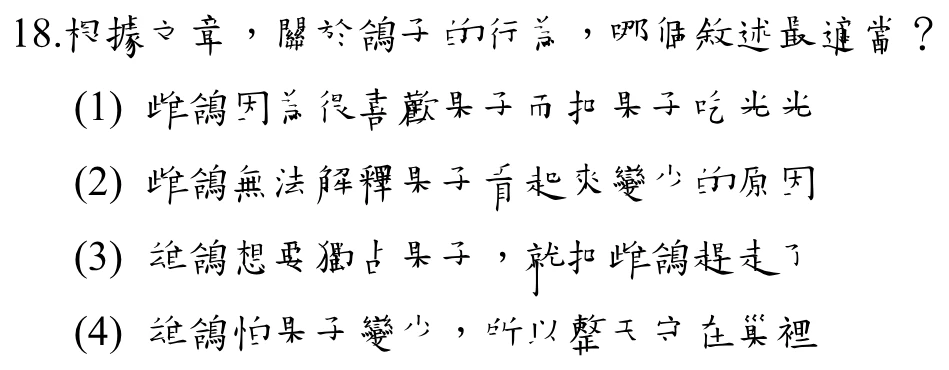 18.根據文章，關於鴿子的行為，哪個敘述最適當？
(1) 雌鴿因為很喜歡果子而把果子吃光光
(2) 雌鴿無法解釋果子看起來變少的原因
(3) 雄鴿想要獨占果子，就把雌鴿趕走了
(4) 雄鴿怕果子變少，所以整天守在巢裡